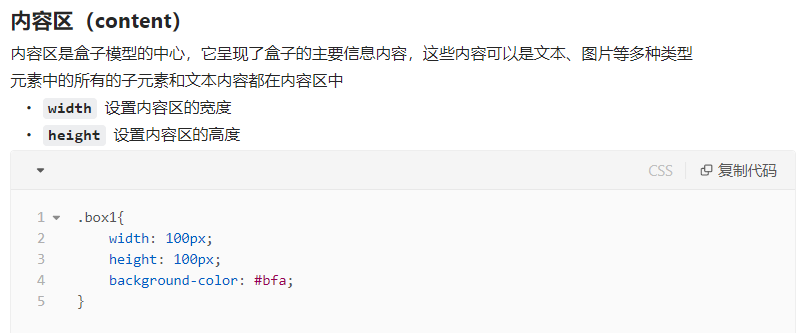 内容区（content）
内容区是盒子模型的中心，它呈现了盒子的主要信息内容，这些内容可以是文本、图片等多种类型
元素中的所有的子元素和文本内容都在内容区中
• width 设置内容区的宽度
• height 设置内容区的高度
CSS 复制代码
1 .box1{
2 width: 100px;
3 height: 100px;
4 background-color: #bfa;
5 }